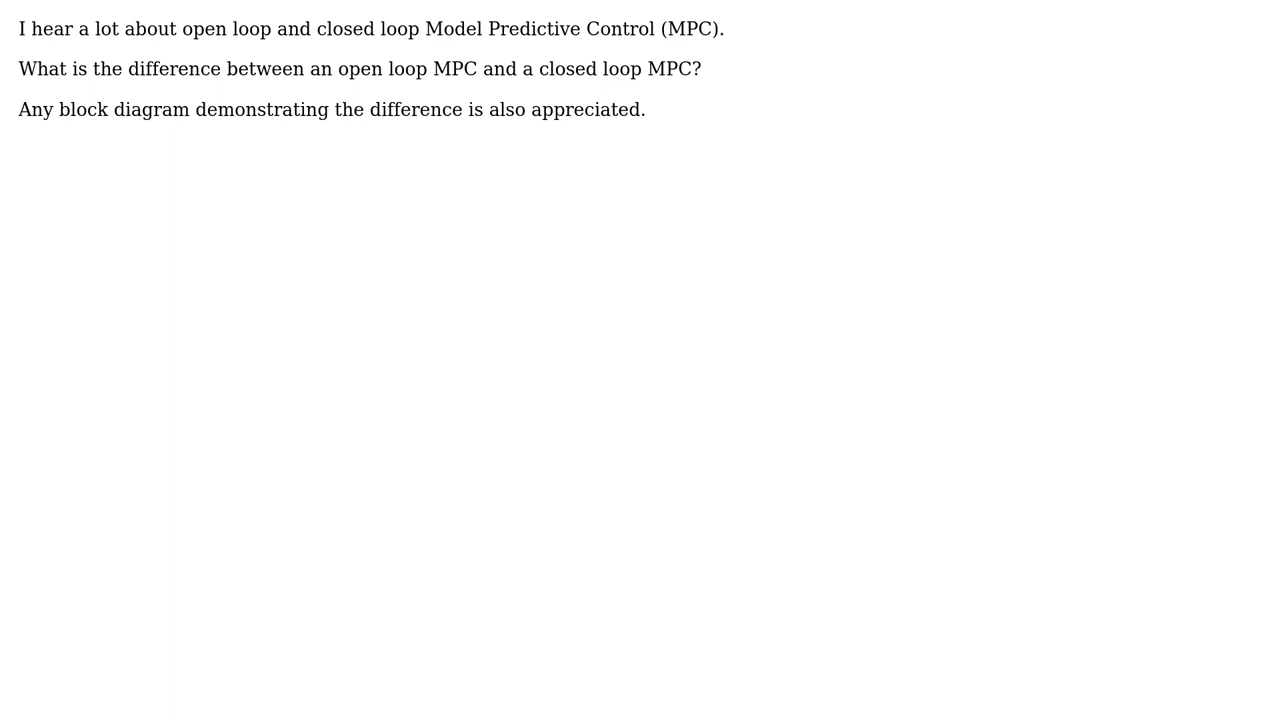 I hear a lot about open loop and closed loop Model Predictive Control (MPC).
What is the difference between an open loop MPC and a closed loop MPC?
Any block diagram demonstrating the difference is also appreciated.